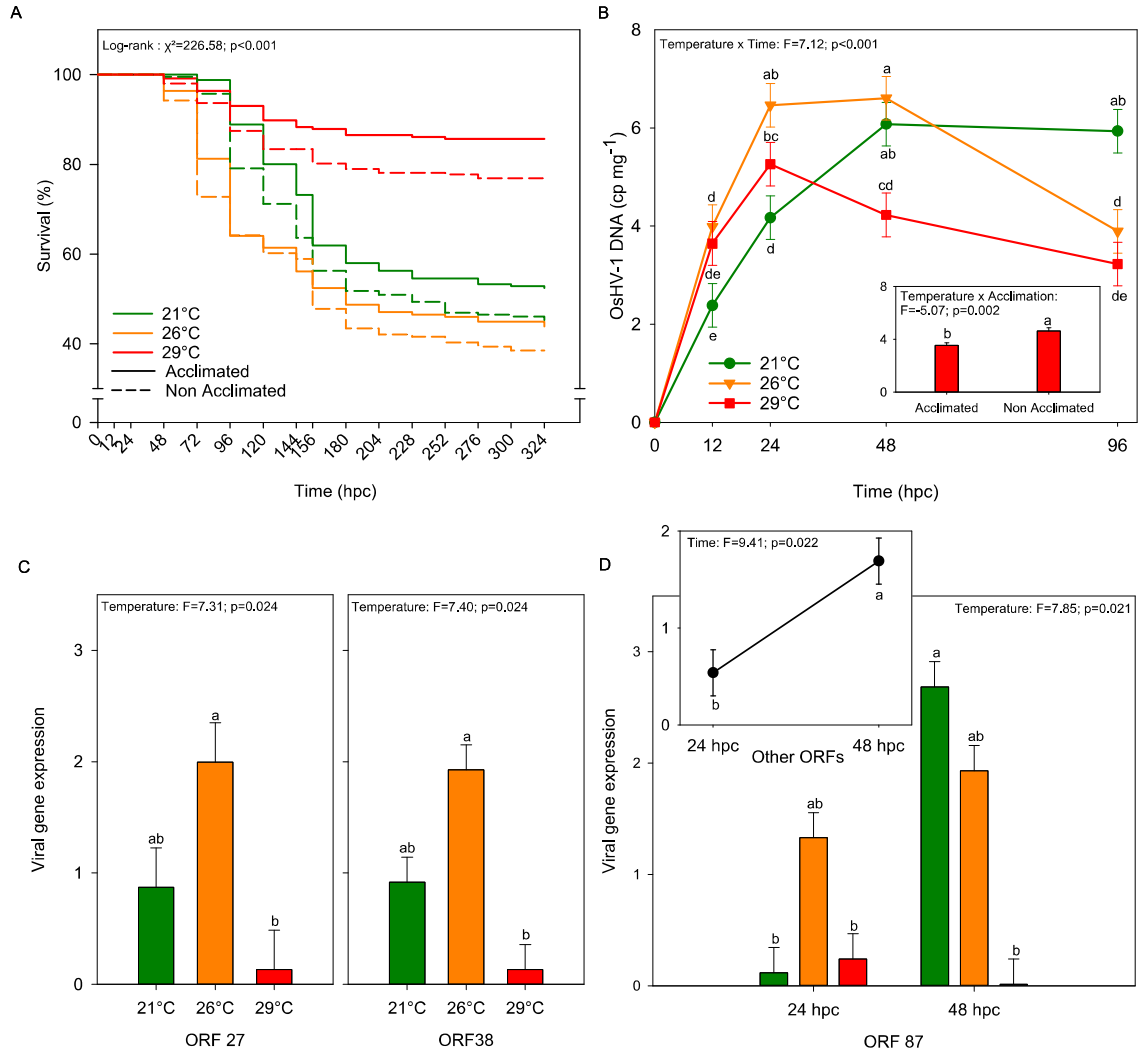 A
Log-rank : χ²=226.58; p<0.001
Survival (%)
100
80
60
40
0
21°C
26°C
29°C
Acclimated
Non Acclimated
0
12
24
48
72
96
120
144
156
180
204
228
252
276
300
324
Time (hpc)
B
Temperature x Time: F=7.12; p<0.001
OsHV-1 DNA (cp mg⁻¹)
8
6
4
2
0
ab
a
ab
bc
ab
d
cd
d
de
d
de
e
21°C
26°C
29°C
Temperature x Acclimation:
F=-5.07; p=0.002
8
4
0
b
a
Acclimated
Non Acclimated
0
12
24
48
96
Time (hpc)
C
Temperature: F=7.31; p=0.024
Viral gene expression
3
2
1
0
ab
a
b
21°C
26°C
29°C
ORF 27
Temperature: F=7.40; p=0.024
ab
a
b
21°C
26°C
29°C
ORF38
D
Time: F=9.41; p=0.022
2
1
0
b
a
24 hpc
48 hpc
Other ORFs
Temperature: F=7.85; p=0.021
Viral gene expression
3
2
1
0
b
ab
b
a
ab
b
24 hpc
48 hpc
ORF 87